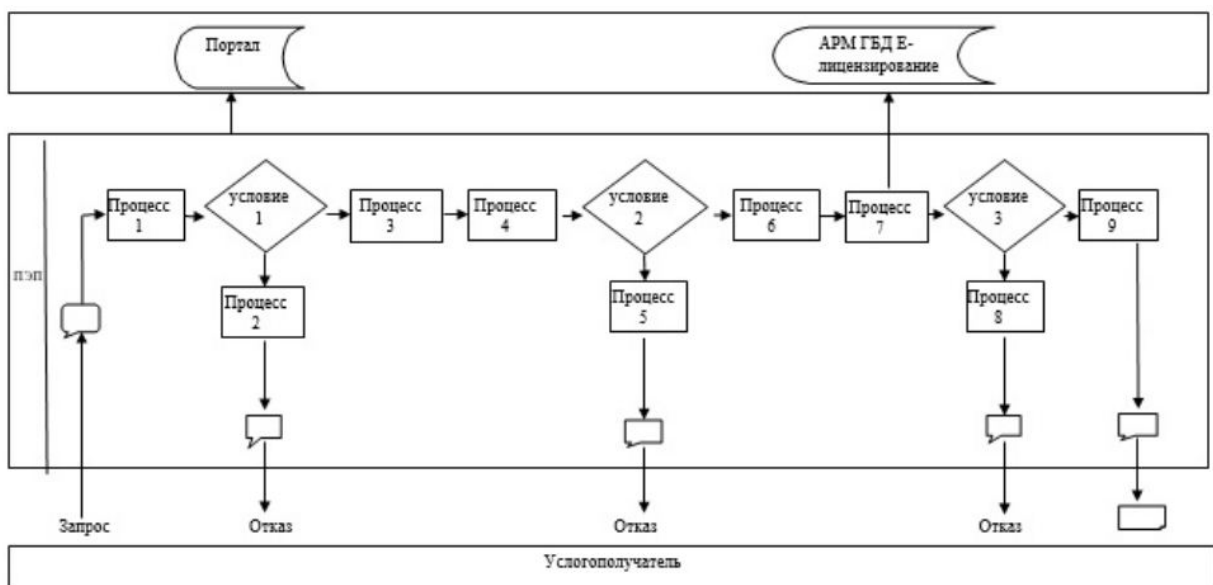 Портал
АРМ ГБД Е-
лицензирование
Процесс
1
условие
1
Процесс
3
Процесс
4
условие
2
Процесс
6
Процесс
7
условие
3
Процесс
9
пэп
Процесс
2
Процесс
5
Процесс
8
Запрос
Отказ
Отказ
Отказ
Услогополучатель